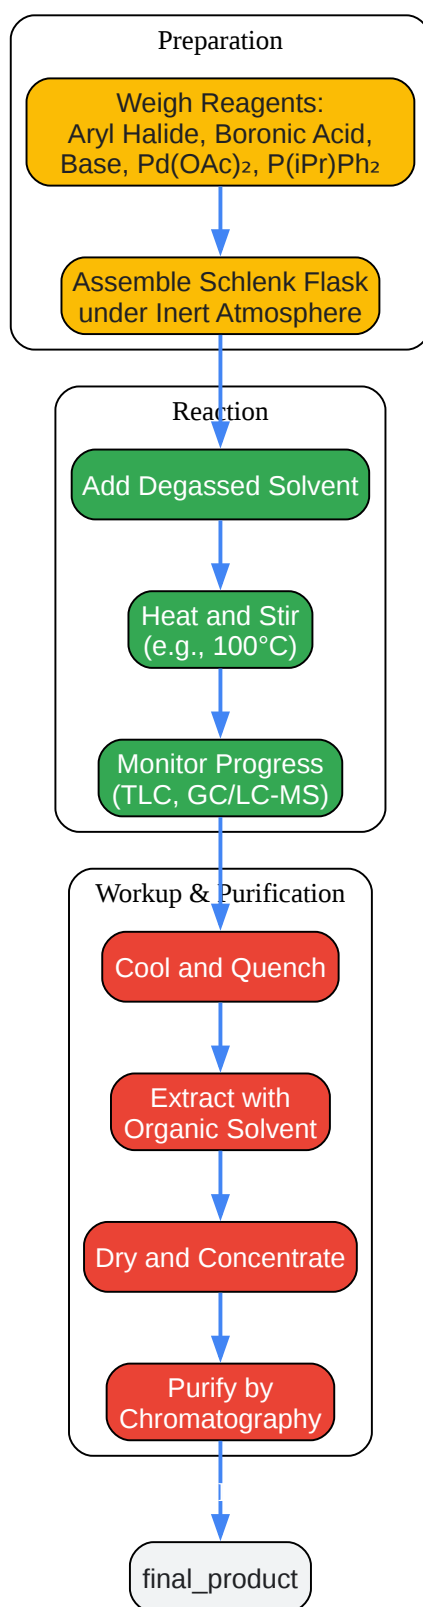 Preparation
Weigh Reagents:
Aryl Halide, Boronic Acid,
Base, Pd(OAc)₂, P(iPr)Ph₂
Assemble Schlenk Flask
under Inert Atmosphere
Reaction
Add Degassed Solvent
Heat and Stir
(e.g., 100°C)
Monitor Progress
(TLC, GC/LC-MS)
Workup & Purification
Cool and Quench
Extract with
Organic Solvent
Dry and Concentrate
Purify by
Chromatography
final_product